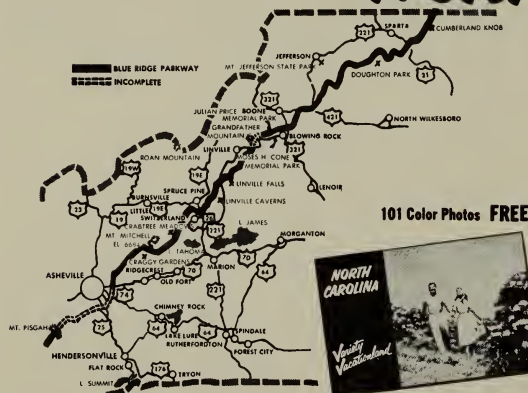 SPARTA
221
CUMBERLAND KNOB
JEFFERSON
MT. JEFFERSON STATE PARK
DOUGHTON PARK
21
BLUE RIDGE PARKWAY
INCOMPLETE
321
JULIAN PRICE
MEMORIAL PARK
BOONE
421
NORTH WILKESBORO
GRANDFATHER
MOUNTAIN
BLOWING ROCK
321
LINVILLE
MOSES H. CONE
MEMORIAL PARK
ROAN MOUNTAIN
19W
19E
LENOIR
LINVILLE FALLS
SPRUCE PINE
BURNSVILLE
LINVILLE CAVERNS
23
19
LITTLE
19E
SWITZERLAND
26
221
CRABTREE MEADOWS
L. JAMES
MT. MITCHELL
EL. 6684
L. TAHOMA
MORGANTON
CRAGGY GARDENS
70
64
RIDGECREST
70
MARION
ASHEVILLE
OLD FORT
221
74
CHIMNEY ROCK
MT. PISGAH
25
64
LAKE LURE
64
SPINDALE
RUTHERFORDTON
FOREST CITY
HENDERSONVILLE
FLAT ROCK
176
TRYON
L. SUMMIT
101 Color Photos FREE
NORTH
CAROLINA
Variety
Vacationland